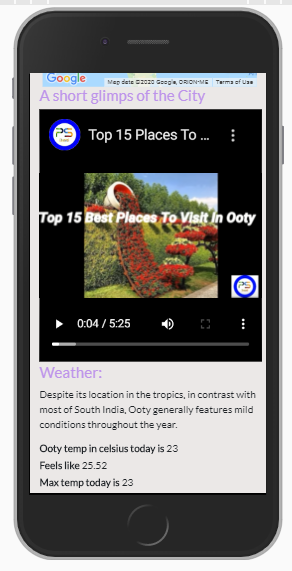 Google
Map data ©2020 Google, ORION-ME
Terms of Use
A short glimps of the City
PS
Top 15 Places To ...
Top 15 Best Places To Visit In Ooty
PS
0:04 / 5:25
Weather:
Despite its location in the tropics, in contrast with
most of South India, Ooty generally features mild
conditions throughout the year.
Ooty temp in celsius today is 23
Feels like 25.52
Max temp today is 23